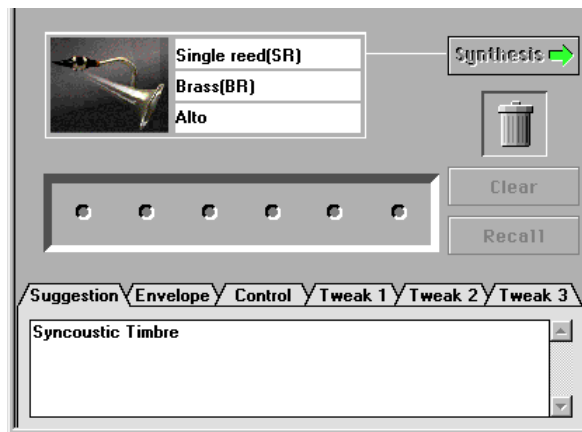 Single reed(SR)
Synthesis
Brass(BR)
Alto
Clear
Recall
Suggestion Envelope Control Tweak 1 Tweak 2 Tweak 3
Syncoustic Timbre